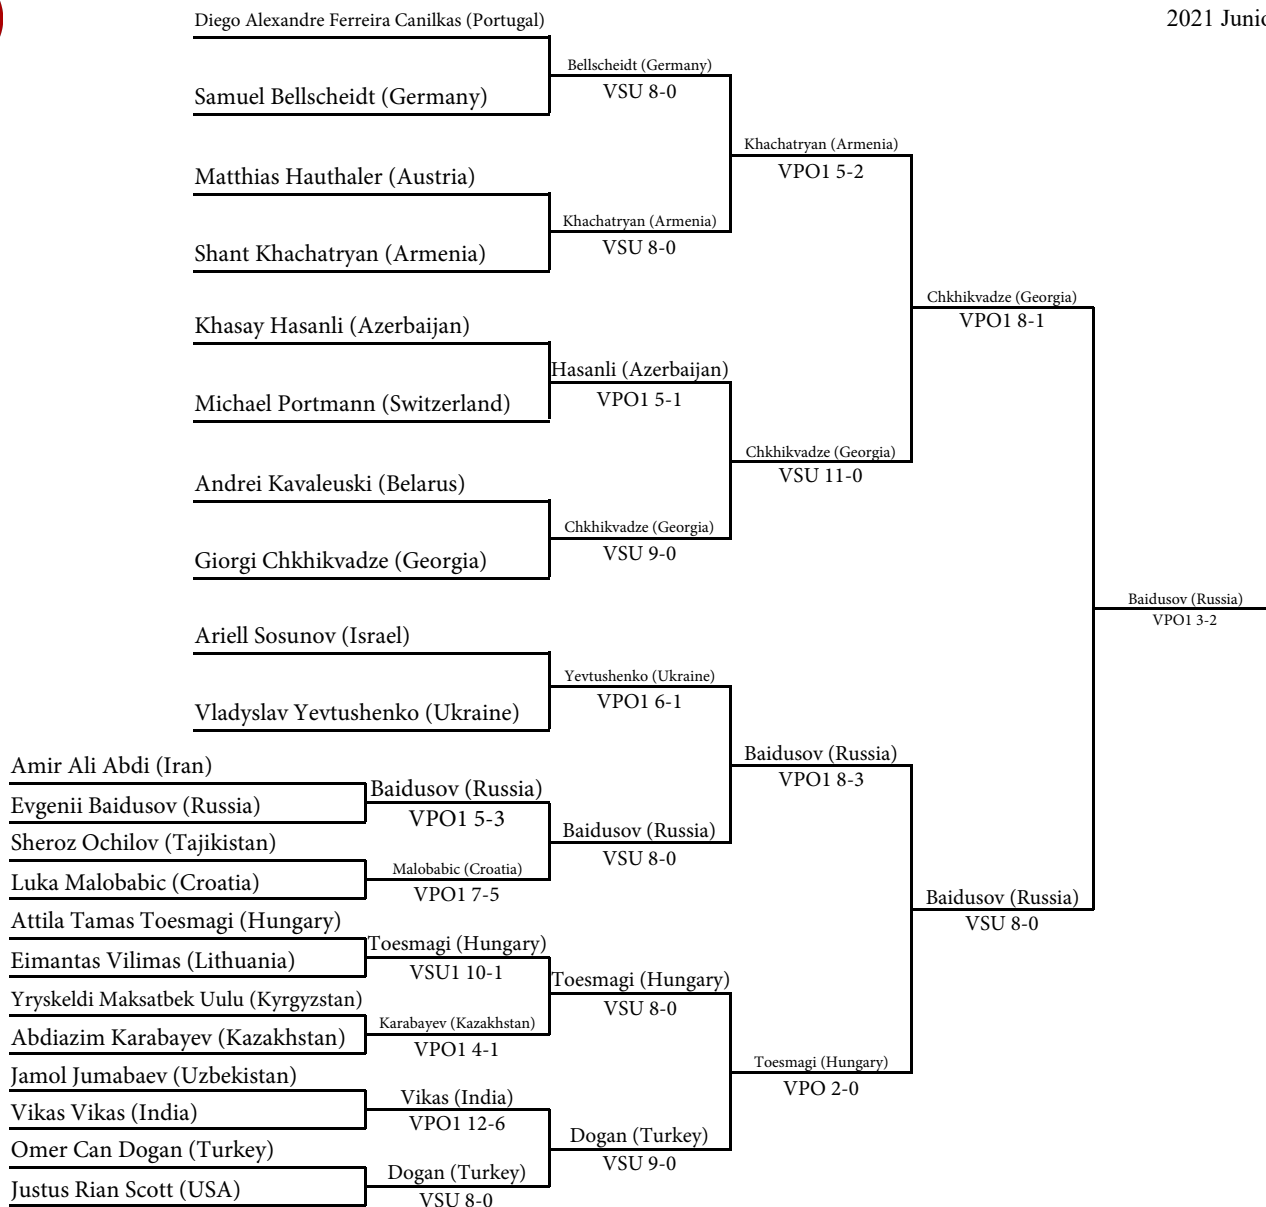 Diego Alexandre Ferreira Canilkas (Portugal)
2021 Junio
Bellscheidt (Germany)
VSU 8-0
Samuel Bellscheidt (Germany)
Khachatryan (Armenia)
VPO1 5-2
Matthias Hauthaler (Austria)
Khachatryan (Armenia)
VSU 8-0
Shant Khachatryan (Armenia)
Chkhikvadze (Georgia)
VPO1 8-1
Khasay Hasanli (Azerbaijan)
Hasanli (Azerbaijan)
VPO1 5-1
Michael Portmann (Switzerland)
Chkhikvadze (Georgia)
VSU 11-0
Andrei Kavaleuski (Belarus)
Chkhikvadze (Georgia)
VSU 9-0
Giorgi Chkhikvadze (Georgia)
Baidusov (Russia)
VPO1 3-2
Ariell Sosunov (Israel)
Yevtushenko (Ukraine)
VPO1 6-1
Vladyslav Yevtushenko (Ukraine)
Baidusov (Russia)
VPO1 8-3
Amir Ali Abdi (Iran)
Baidusov (Russia)
VPO1 5-3
Evgenii Baidusov (Russia)
Baidusov (Russia)
VSU 8-0
Sheroz Ochilov (Tajikistan)
Malobabic (Croatia)
VPO1 7-5
Luka Malobabic (Croatia)
Baidusov (Russia)
VSU 8-0
Attila Tamas Toesmagi (Hungary)
Toesmagi (Hungary)
VSU1 10-1
Eimantas Vilimas (Lithuania)
Toesmagi (Hungary)
VSU 8-0
Yryskeldi Maksatbek Uulu (Kyrgyzstan)
Karabayev (Kazakhstan)
VPO1 4-1
Abdiazim Karabayev (Kazakhstan)
Toesmagi (Hungary)
VPO 2-0
Jamol Jumabaev (Uzbekistan)
Vikas (India)
VPO1 12-6
Vikas Vikas (India)
Dogan (Turkey)
VSU 9-0
Omer Can Dogan (Turkey)
Dogan (Turkey)
VSU 8-0
Justus Rian Scott (USA)